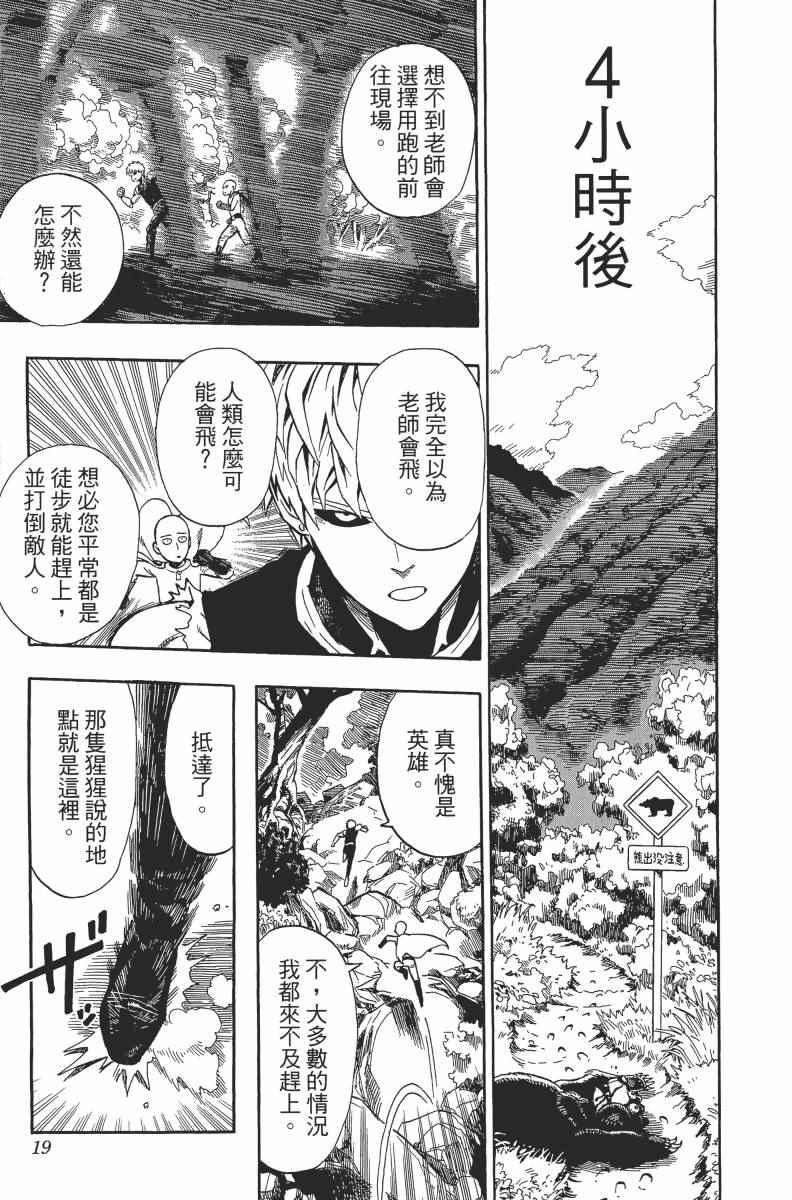 4小時後
熊出没注意
想不到老師會
選擇用跑的前
往現場。
不然還能
怎麼辦？
我完全以為
老師會飛。
人類怎麼可
能會飛？
想必您平常都是
徒步就能趕上，
並打倒敵人。
真不愧是
英雄。
不，大多數的情況
我都來不及趕上。
抵達了。
那隻猩猩說的地
點就是這裡。
ザッ
19